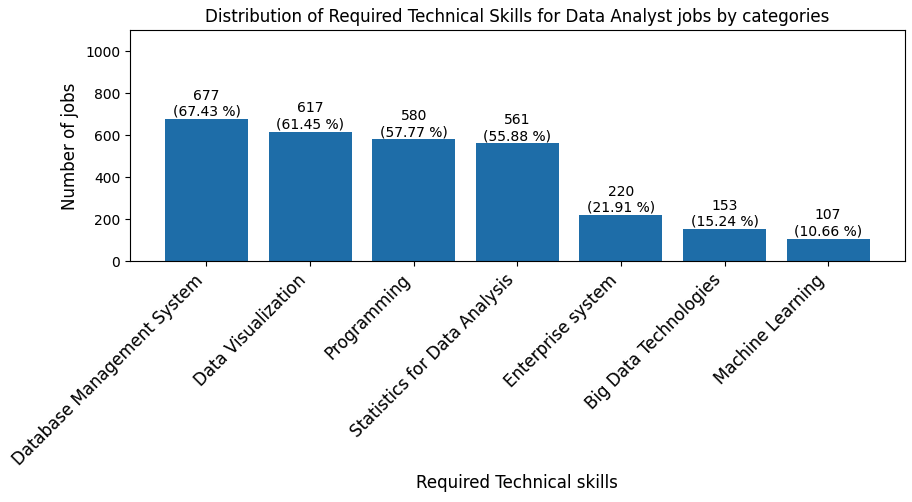 Distribution of Required Technical Skills for Data Analyst jobs by categories
Number of jobs
1000
800
600
400
200
0
677
(67.43 %)
617
(61.45 %)
580
(57.77 %)
561
(55.88 %)
220
(21.91 %)
153
(15.24 %)
107
(10.66 %)
Database Management System
Data Visualization
Programming
Statistics for Data Analysis
Enterprise system
Big Data Technologies
Machine Learning
Required Technical skills